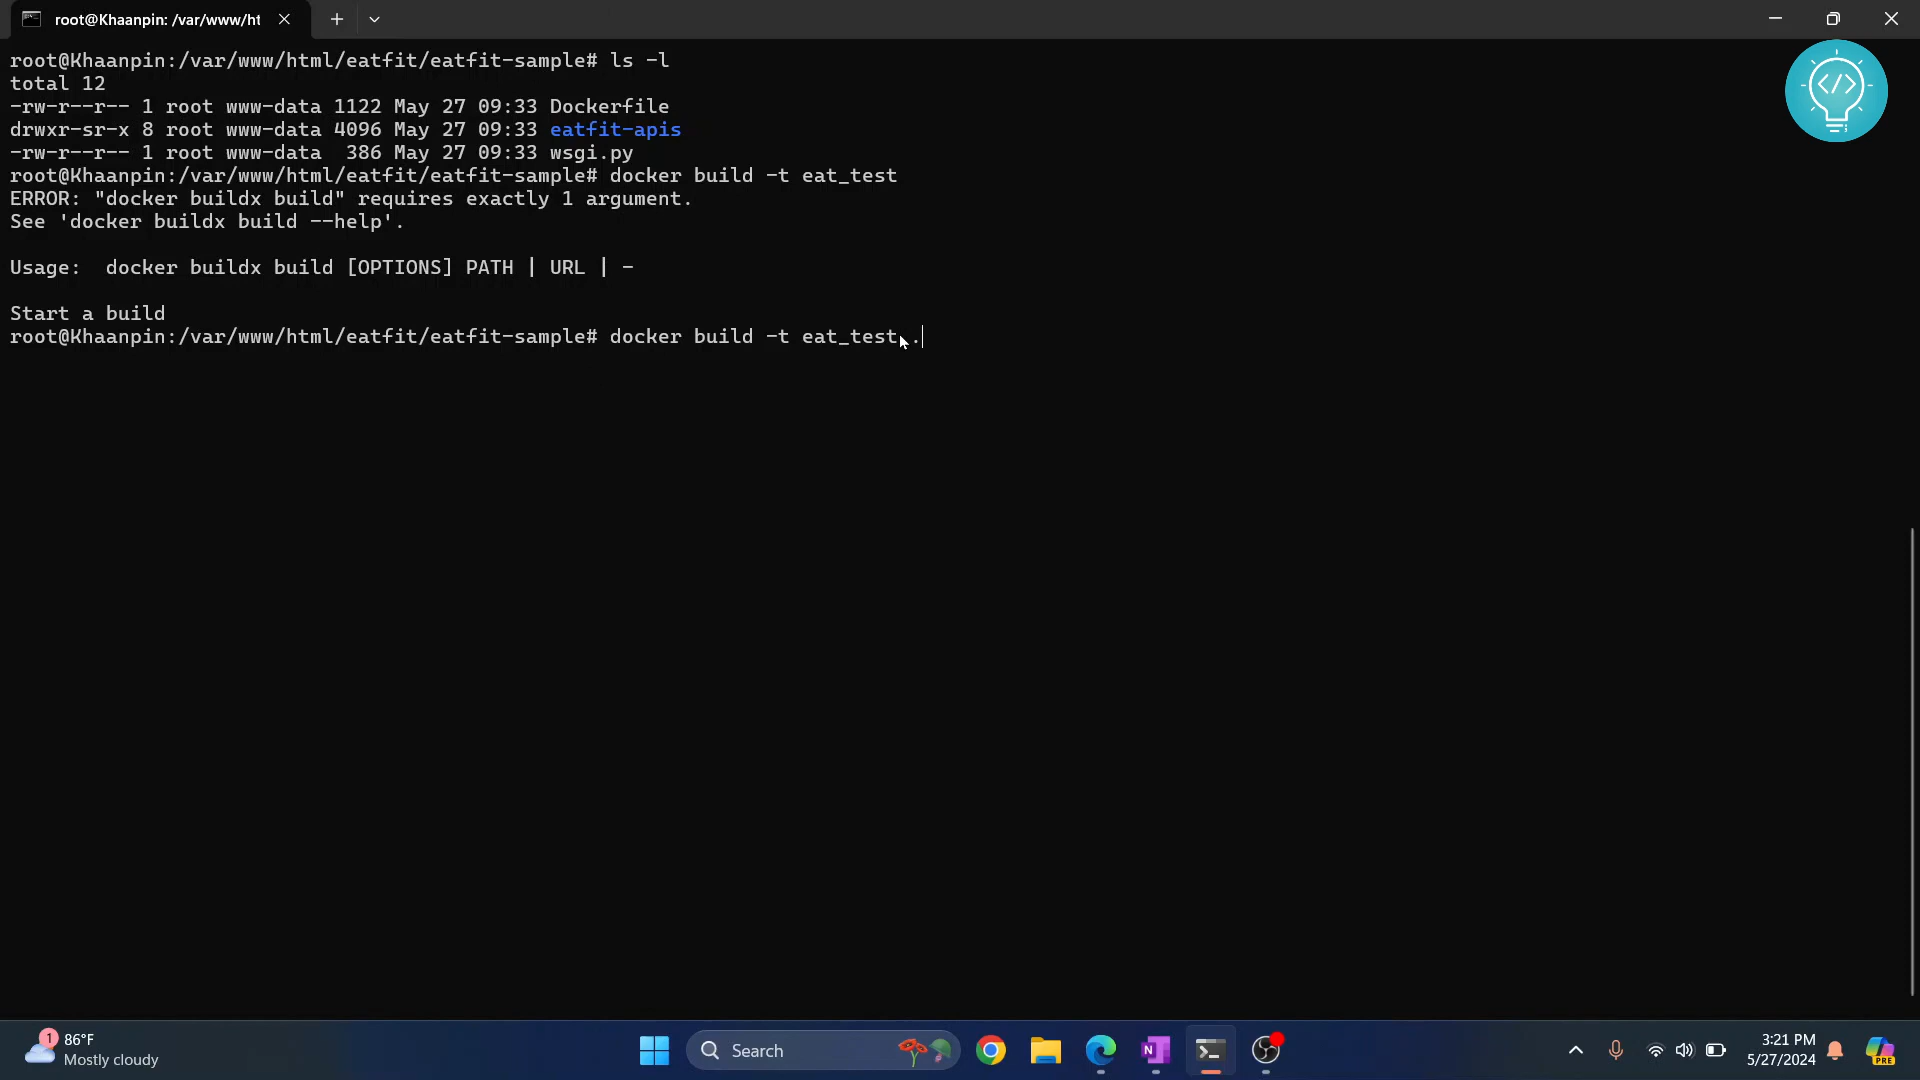 root@Khaanpin: /var/www/ht
root@Khaanpin:/var/www/html/eatfit/eatfit-sample# ls -l
total 12
-rw-r--r-- 1 root www-data 1122 May 27 09:33 Dockerfile
drwxr-sr-x 8 root www-data 4096 May 27 09:33 eatfit-apis
-rw-r--r-- 1 root www-data  386 May 27 09:33 wsgi.py
root@Khaanpin:/var/www/html/eatfit/eatfit-sample# docker build -t eat_test
ERROR: "docker buildx build" requires exactly 1 argument.
See 'docker buildx build --help'.
Usage:  docker buildx build [OPTIONS] PATH | URL | -
Start a build
root@Khaanpin:/var/www/html/eatfit/eatfit-sample# docker build -t eat_test .
</>
1
86°F
Mostly cloudy
Search
N
3:21 PM
5/27/2024
PRE